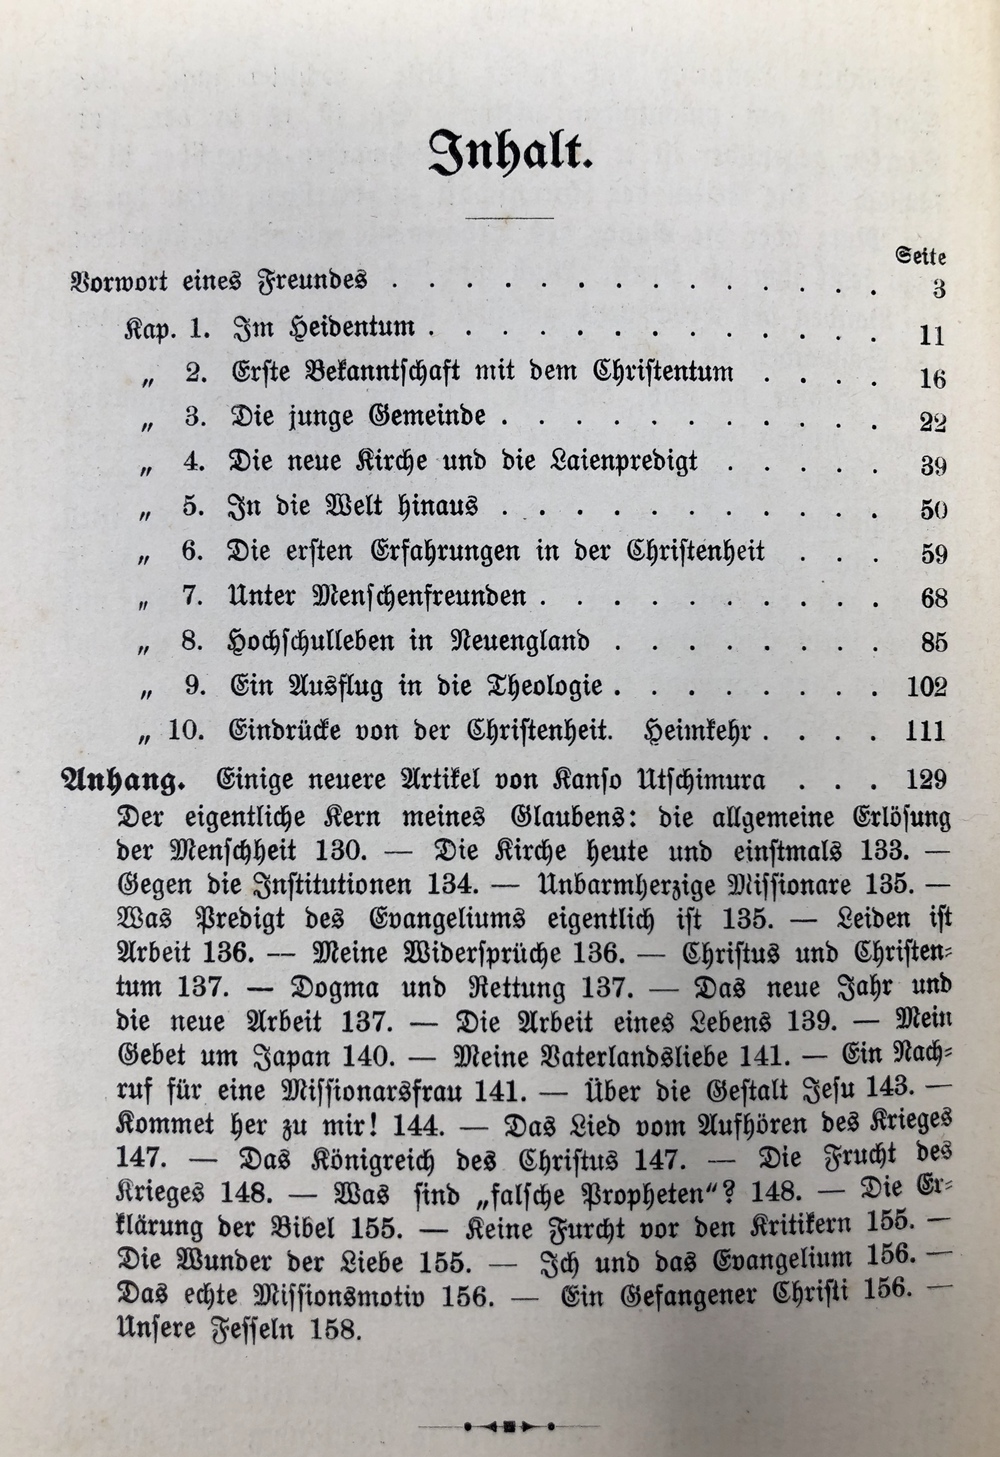 Inhalt.
Seite
Vorwort eines Freundes . . . . . . . . . . . . . . 3
Kap. 1. Im Heidentum . . . . . . . . . . . . 11
„ 2. Erste Bekanntschaft mit dem Christentum . . . . 16
„ 3. Die junge Gemeinde . . . . . . . . . . . 22
„ 4. Die neue Kirche und die Laienpredigt . . . . . 39
„ 5. In die Welt hinaus . . . . . . . . . . . 50
„ 6. Die ersten Erfahrungen in der Christenheit . . . 59
„ 7. Unter Menschenfreunden . . . . . . . . . . 68
„ 8. Hochschulleben in Neuengland . . . . . . . . 85
„ 9. Ein Ausflug in die Theologie . . . . . . . . 102
„ 10. Eindrücke von der Christenheit. Heimkehr . . . . 111
Anhang. Einige neuere Artikel von Kanso Utschimura . . . 129
Der eigentliche Kern meines Glaubens: die allgemeine Erlösung
der Menschheit 130. — Die Kirche heute und einstmals 133. —
Gegen die Institutionen 134. — Unbarmherzige Missionare 135. —
Was Predigt des Evangeliums eigentlich ist 135. — Leiden ist
Arbeit 136. — Meine Widersprüche 136. — Christus und Christen-
tum 137. — Dogma und Rettung 137. — Das neue Jahr und
die neue Arbeit 137. — Die Arbeit eines Lebens 139. — Mein
Gebet um Japan 140. — Meine Vaterlandsliebe 141. — Ein Nach-
ruf für eine Missionarsfrau 141. — Über die Gestalt Jesu 143. —
Kommet her zu mir! 144. — Das Lied vom Aufhören des Krieges
147. — Das Königreich des Christus 147. — Die Frucht des
Krieges 148. — Was sind „falsche Propheten“? 148. — Die Er-
klärung der Bibel 155. — Keine Furcht vor den Kritikern 155. —
Die Wunder der Liebe 155. — Ich und das Evangelium 156. —
Das echte Missionsmotiv 156. — Ein Gefangener Christi 156. —
Unsere Fesseln 158.